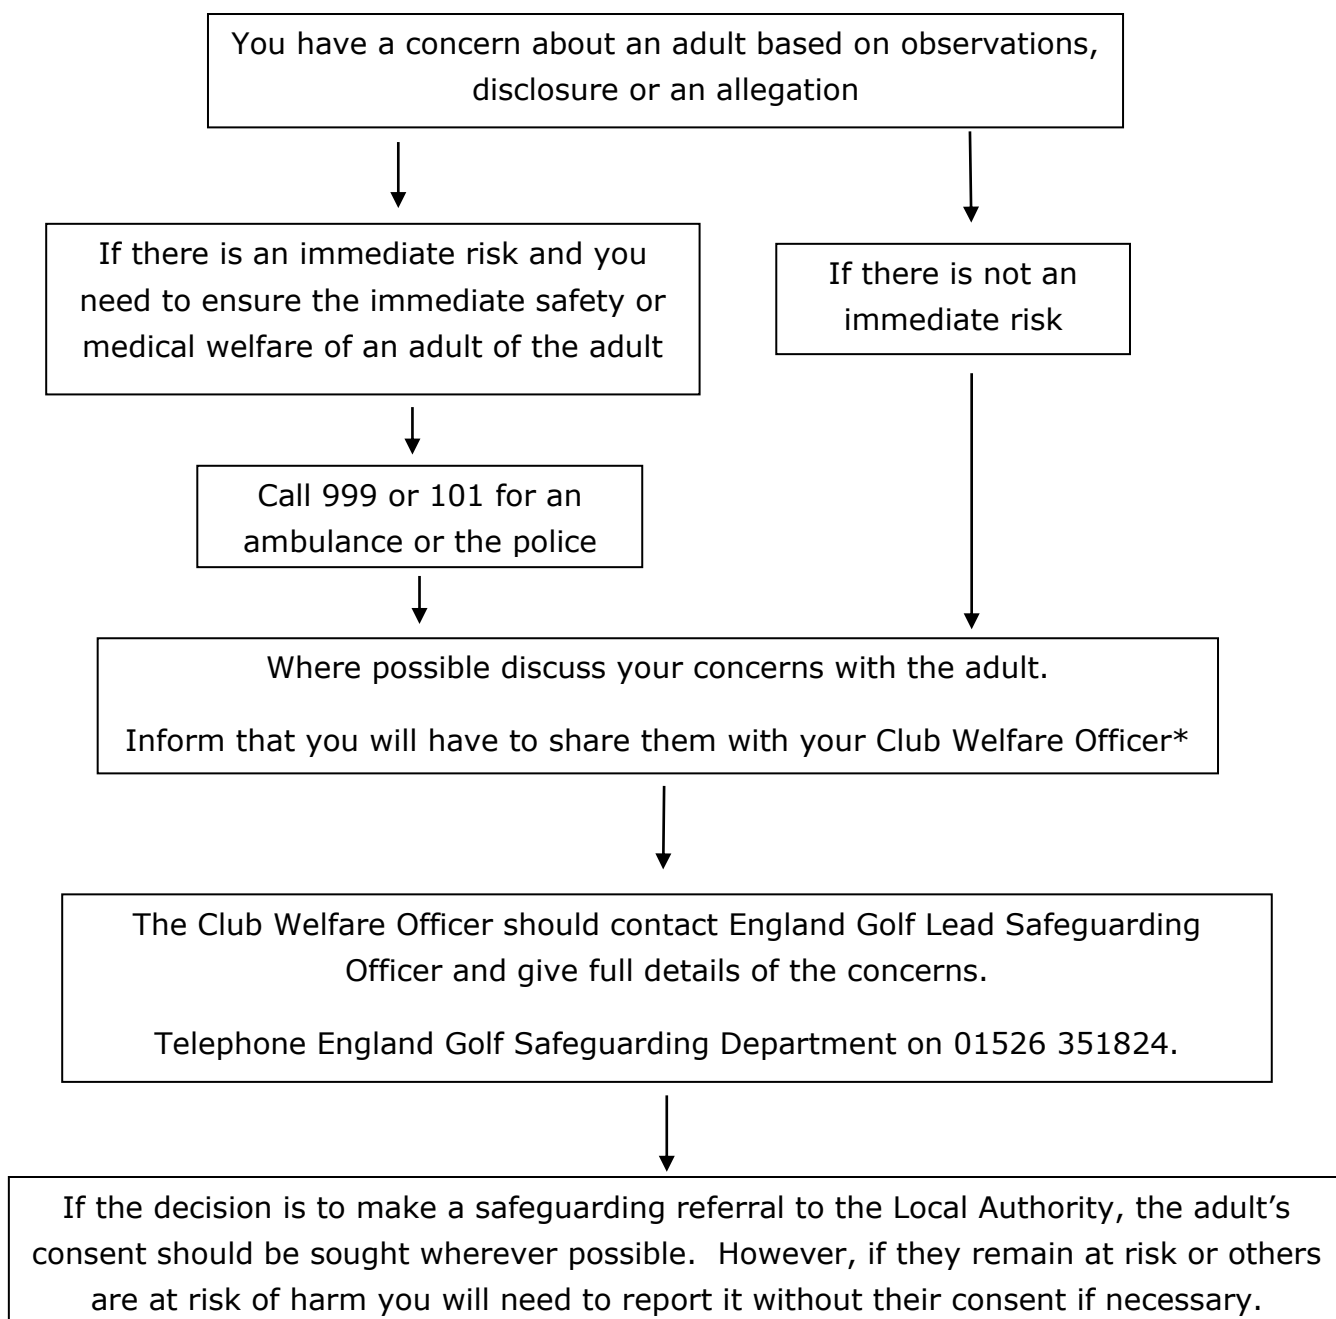 You have a concern about an adult based on observations,
disclosure or an allegation
If there is an immediate risk and you
need to ensure the immediate safety or
medical welfare of an adult of the adult
If there is not an
immediate risk
Call 999 or 101 for an
ambulance or the police
Where possible discuss your concerns with the adult.
Inform that you will have to share them with your Club Welfare Officer*
The Club Welfare Officer should contact England Golf Lead Safeguarding
Officer and give full details of the concerns.
Telephone England Golf Safeguarding Department on 01526 351824.
If the decision is to make a safeguarding referral to the Local Authority, the adult’s
consent should be sought wherever possible.  However, if they remain at risk or others
are at risk of harm you will need to report it without their consent if necessary.